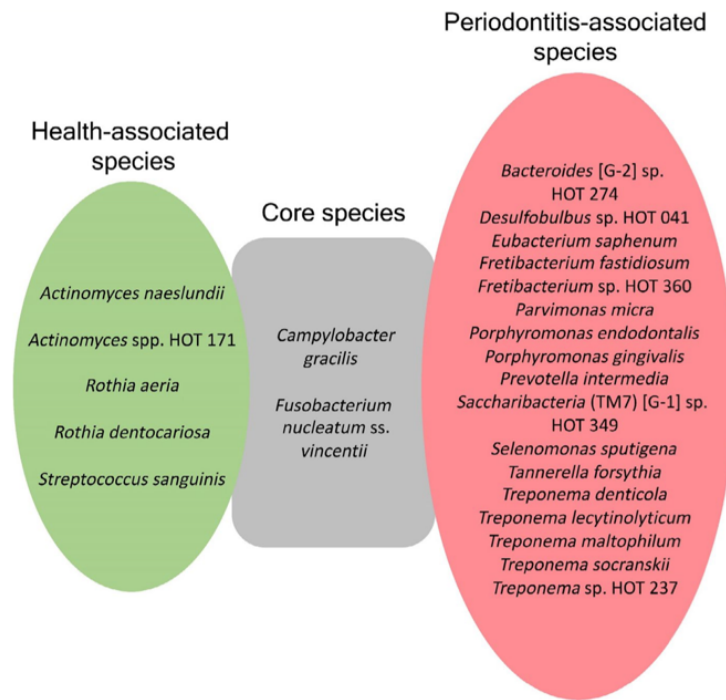 Health-associated
species
Actinomyces naeslundii
Actinomyces spp. HOT 171
Rothia aeria
Rothia dentocariosa
Streptococcus sanguinis
Core species
Campylobacter
gracilis
Fusobacterium
nucleatum ss.
vincentii
Periodontitis-associated
species
Bacteroides [G-2] sp.
HOT 274
Desulfobulbus sp. HOT 041
Eubacterium saphenum
Fretibacterium fastidiosum
Fretibacterium sp. HOT 360
Parvimonas micra
Porphyromonas endodontalis
Porphyromonas gingivalis
Prevotella intermedia
Saccharibacteria (TM7) [G-1] sp.
HOT 349
Selenomonas sputigena
Tannerella forsythia
Treponema denticola
Treponema lecytinolyticum
Treponema maltophilum
Treponema socranskii
Treponema sp. HOT 237